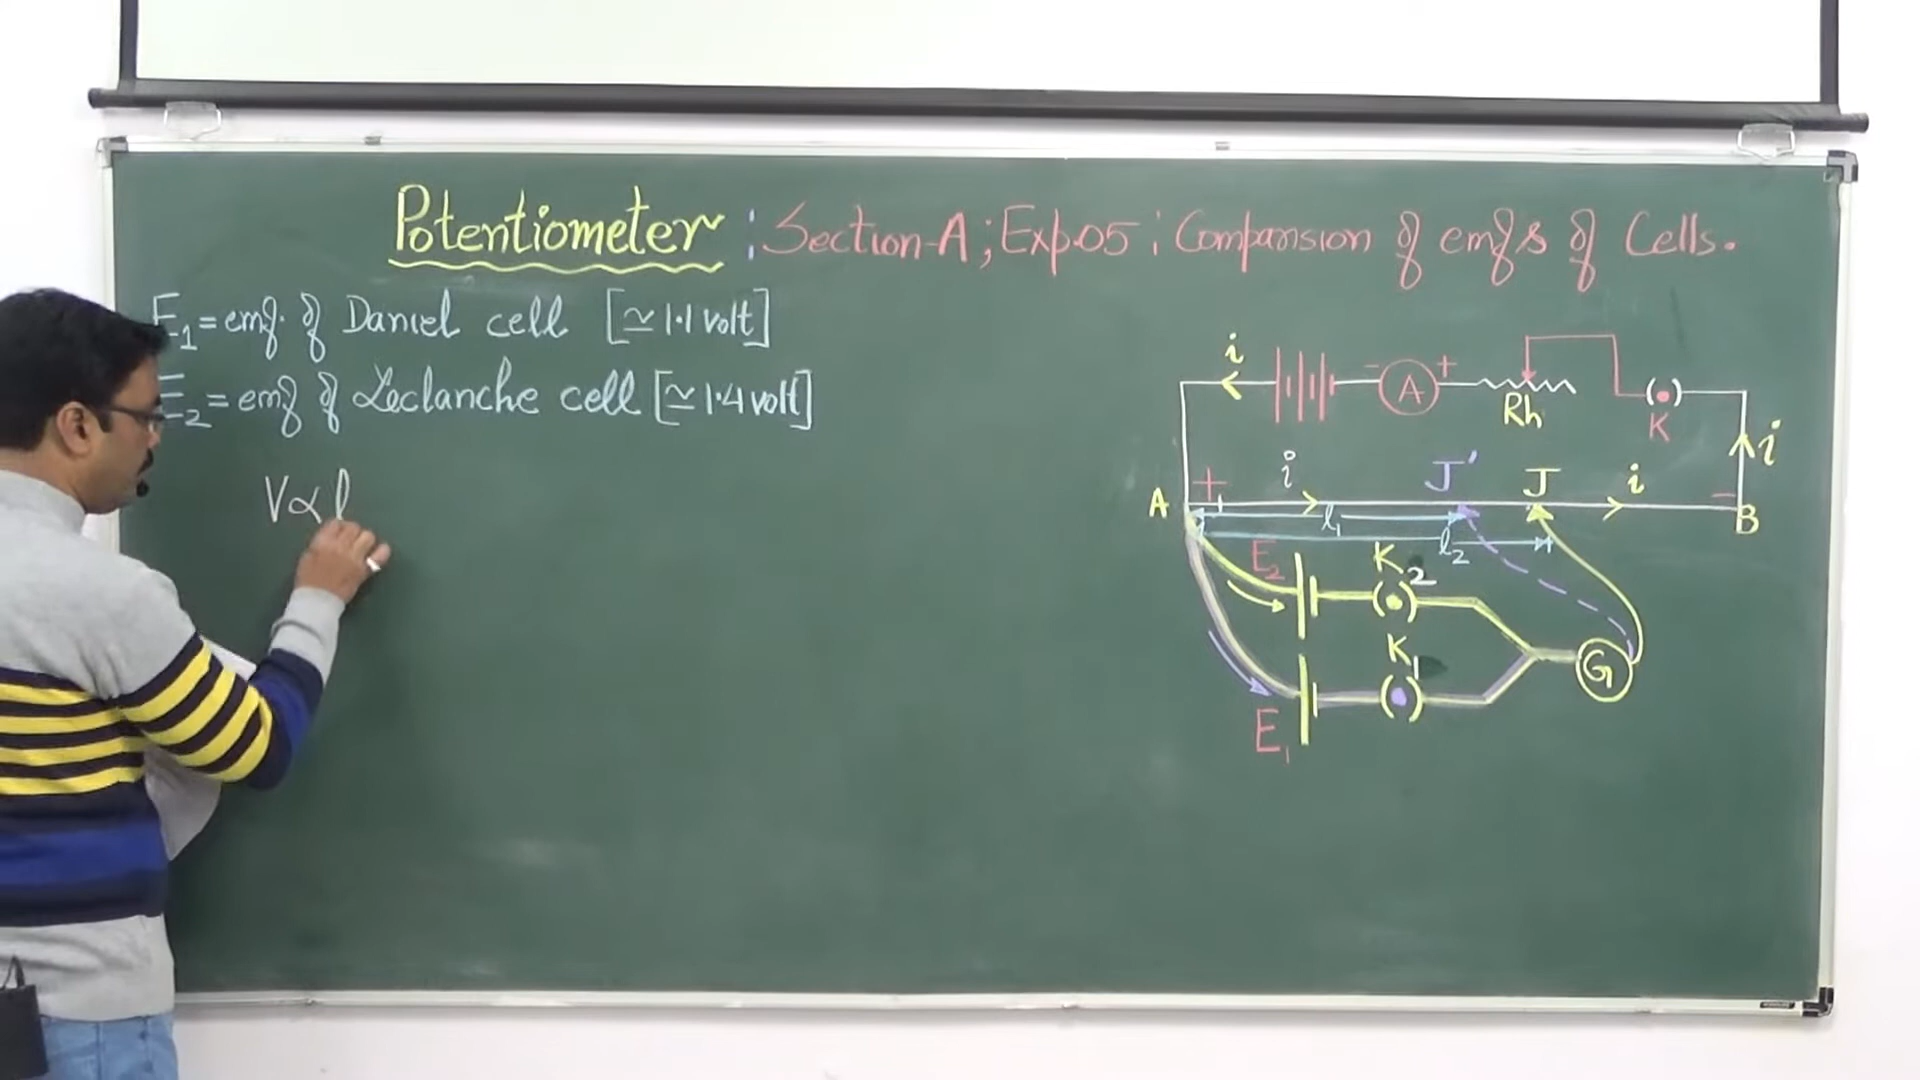 Potentiometer ; Section-A ; Exp.05 ; Comparision of emf's of Cells.
E₁ = emf. of Daniel cell [≃ 1.1 volt]
E₂ = emf of Leclanche cell [≃ 1.4 volt]
V ∝ l
i
- A +
Rh
K
i
A + i J' J i - B
l₁
l₂
E₂ K₂
K₁ G
E₁